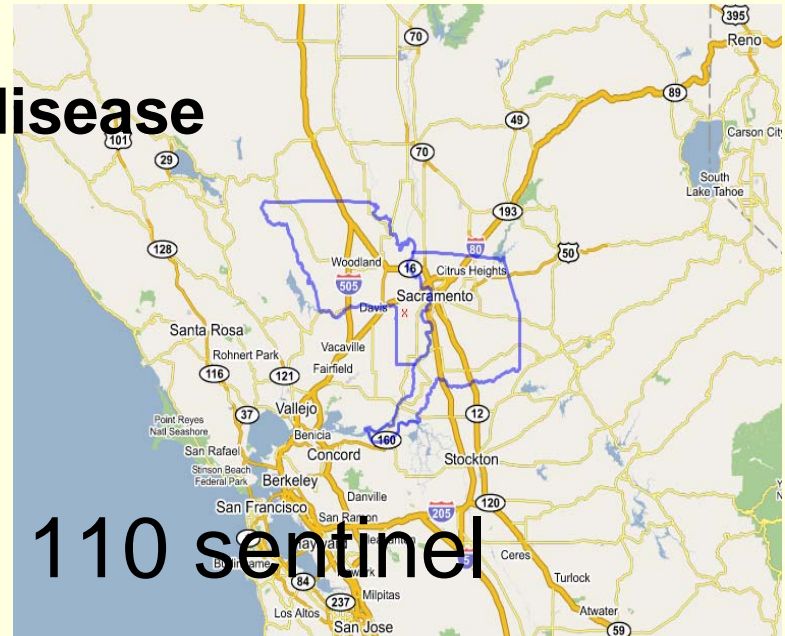 395
70
Reno
disease
89
101
49
Carson City
29
70
South
Lake Tahoe
193
128
80
50
Woodland
16
Citrus Heights
505
Sacramento
Davis
X
Santa Rosa
Rohnert Park
Vacaville
116
121
Fairfield
Vallejo
37
12
Point Reyes
Natl Seashore
Benicia
160
San Rafael
Concord
Stockton
Stinson Beach
Federal Park
Berkeley
Danville
120
San Francisco
205
San Ramon
110 sentinel
Hayward
5
Ceres
84
Turlock
237
Milpitas
Los Altos
Atwater
San Jose
59